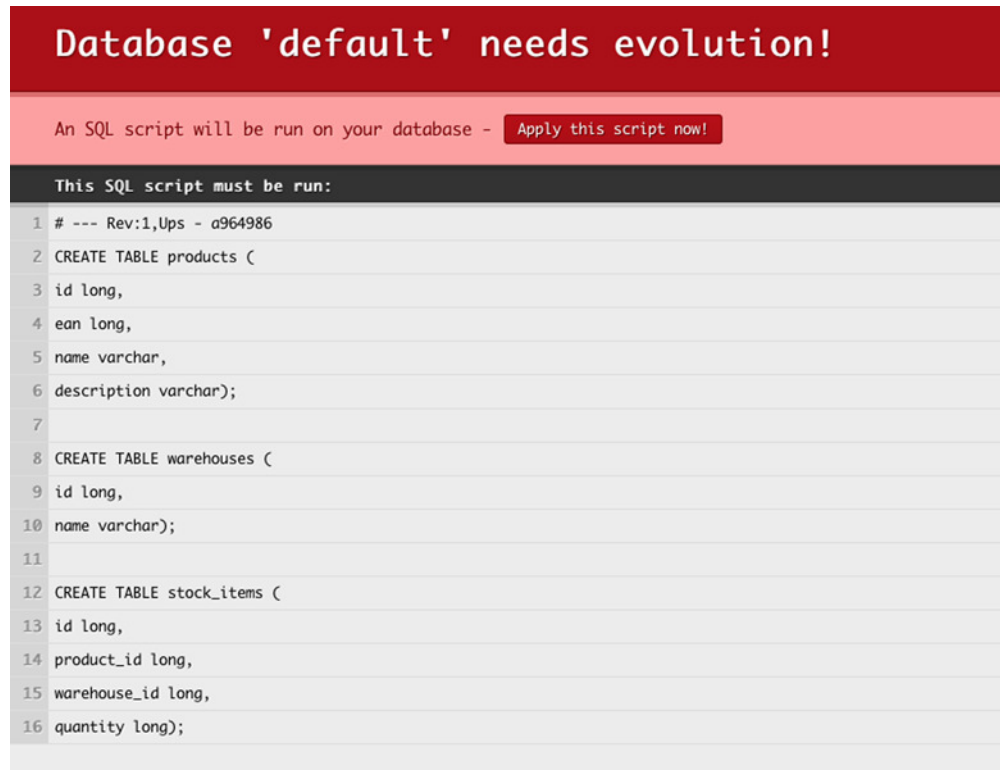 Database 'default' needs evolution!
An SQL script will be run on your database - Apply this script now!
This SQL script must be run:
1 # --- Rev:1,Ups - a964986
2 CREATE TABLE products (
3 id long,
4 ean long,
5 name varchar,
6 description varchar);
7
8 CREATE TABLE warehouses (
9 id long,
10 name varchar);
11
12 CREATE TABLE stock_items (
13 id long,
14 product_id long,
15 warehouse_id long,
16 quantity long);